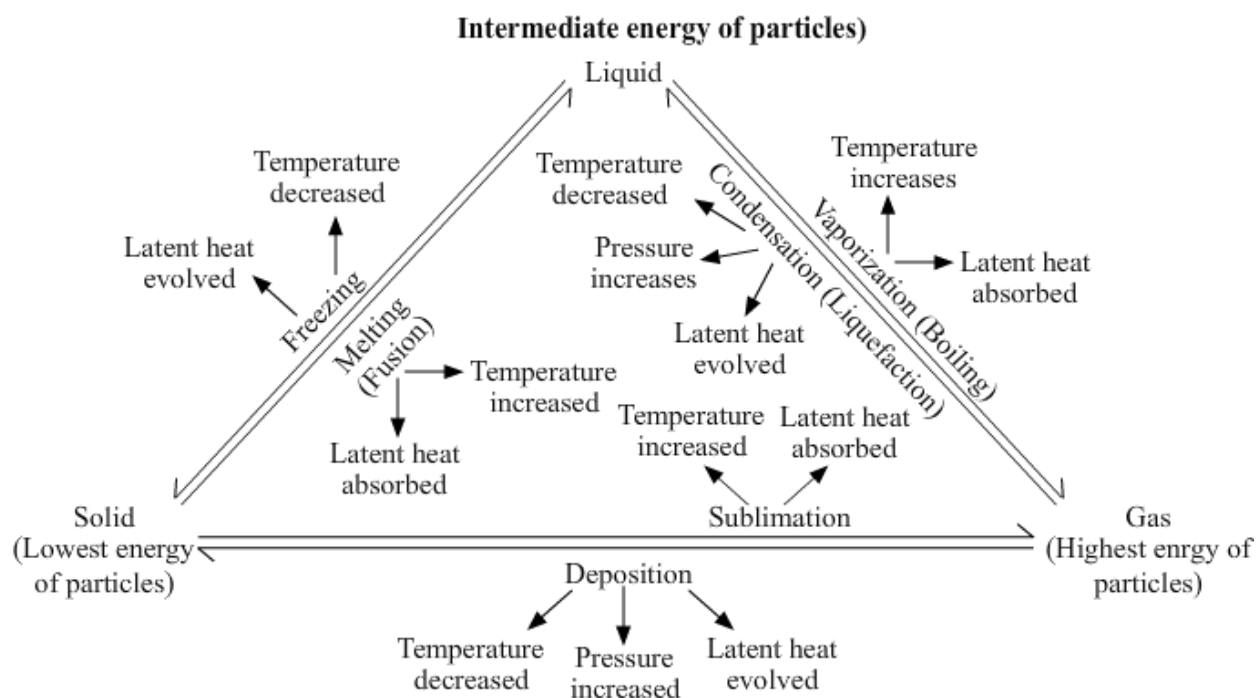 Intermediate energy of particles)
Liquid
Temperature
decreased
Latent heat
evolved
Freezing
Melting
(Fusion)
Temperature
increased
Latent heat
absorbed
Temperature
decreased
Pressure
increases
Latent heat
evolved
Condensation (Liquefaction)
Vaporization (Boiling)
Temperature
increases
Latent heat
absorbed
Temperature
increased
Latent heat
absorbed
Sublimation
Solid
(Lowest energy
of particles)
Gas
(Highest enrgy of
particles)
Deposition
Temperature
decreased
Pressure
increased
Latent heat
evolved